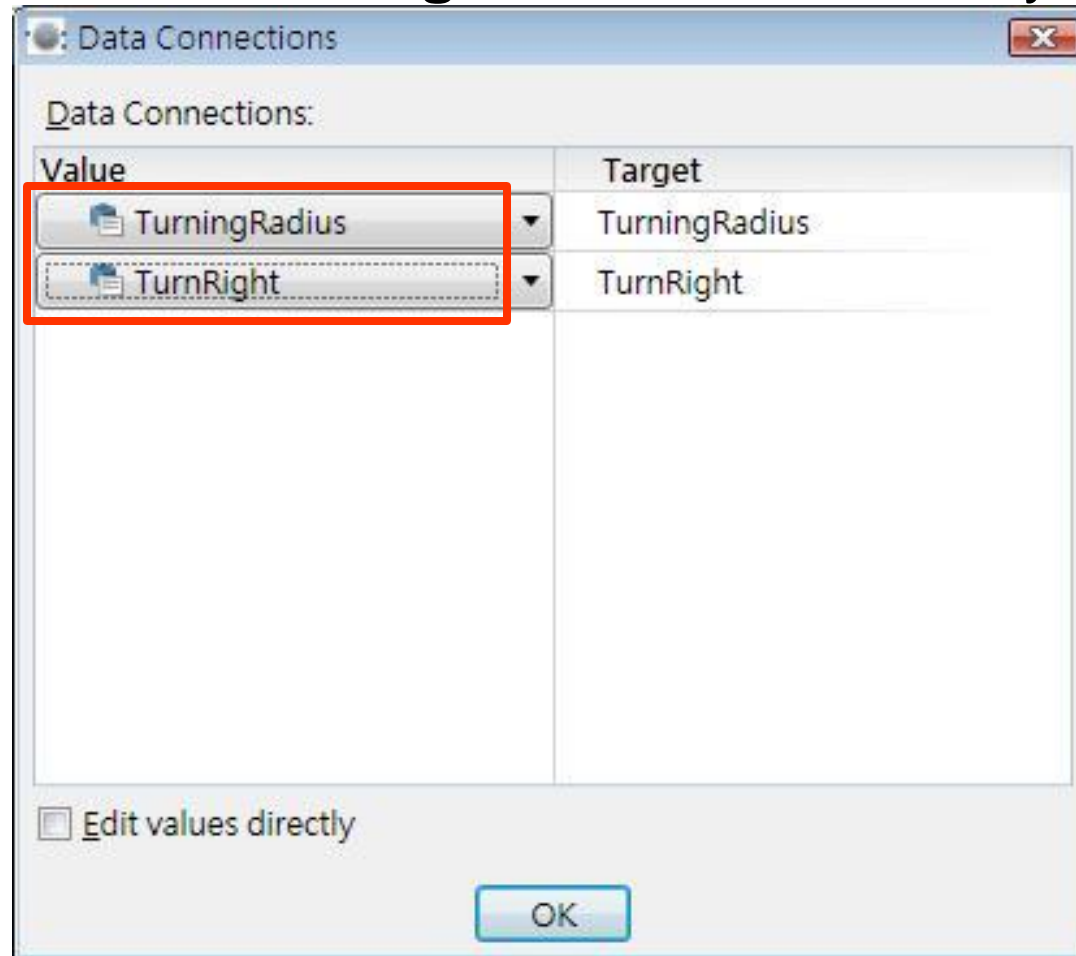 Data Connections
Data Connections:
Value Target
TurningRadius TurningRadius
TurnRight TurnRight
Edit values directly
OK